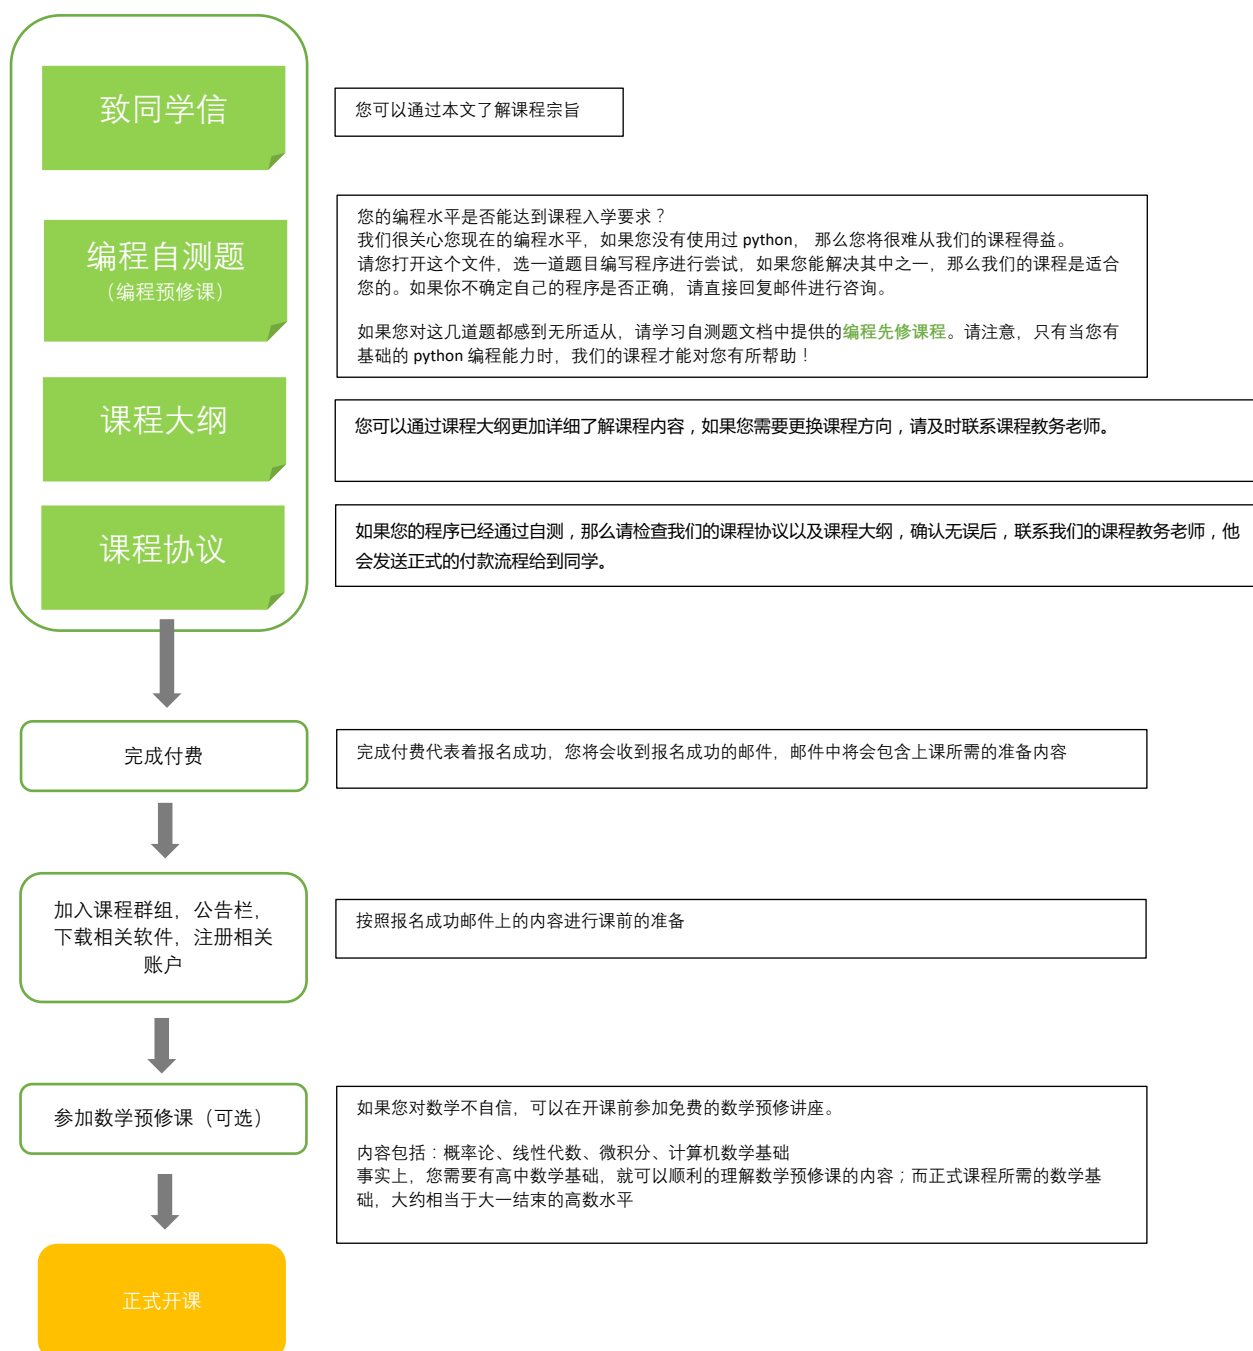 致同学信
您可以通过本文了解课程宗旨
编程自测题
（编程预修课）
您的编程水平是否能达到课程入学要求？
我们很关心您现在的编程水平，如果您没有使用过 python， 那么您将很难从我们的课程得益。
请您打开这个文件，选一道题目编写程序进行尝试，如果您能解决其中之一，那么我们的课程是适合
您的。如果你不确定自己的程序是否正确，请直接回复邮件进行咨询。
如果您对这几道题都感到无所适从，请学习自测题文档中提供的编程先修课程。请注意，只有当您有
基础的 python 编程能力时，我们的课程才能对您有所帮助！
课程大纲
您可以通过课程大纲更加详细了解课程内容，如果您需要更换课程方向，请及时联系课程教务老师。
课程协议
如果您的程序已经通过自测，那么请检查我们的课程协议以及课程大纲，确认无误后，联系我们的课程教务老师，他
会发送正式的付款流程给到同学。
完成付费
完成付费代表着报名成功，您将会收到报名成功的邮件，邮件中将会包含上课所需的准备内容
加入课程群组，公告栏，
下载相关软件，注册相关
账户
按照报名成功邮件上的内容进行课前的准备
参加数学预修课（可选）
如果您对数学不自信，可以在开课前参加免费的数学预修讲座。
内容包括：概率论、线性代数、微积分、计算机数学基础
事实上，您需要有高中数学基础，就可以顺利的理解数学预修课的内容；而正式课程所需的数学基
础，大约相当于大一结束的高数水平
正式开课